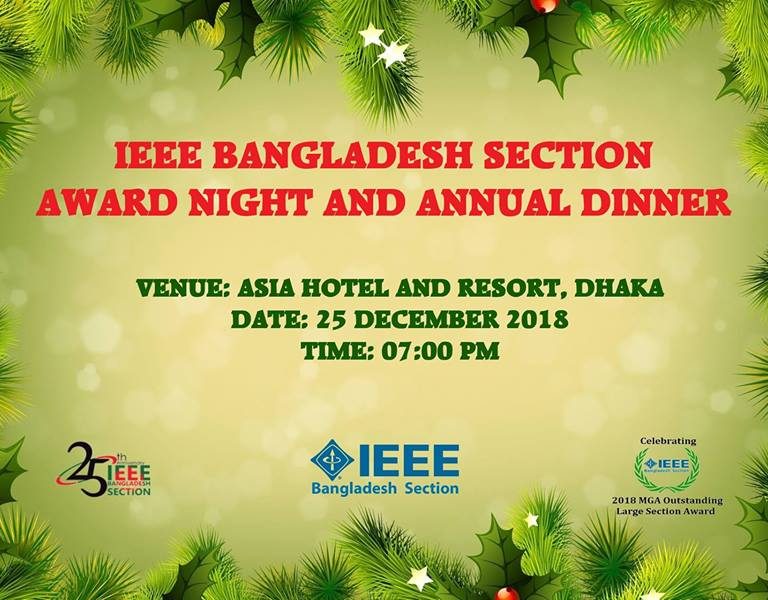 IEEE BANGLADESH SECTION
AWARD NIGHT AND ANNUAL DINNER
VENUE: ASIA HOTEL AND RESORT, DHAKA
DATE: 25 DECEMBER 2018
TIME: 07:00 PM
25th
Anniversary
IEEE
BANGLADESH
SECTION
IEEE
Bangladesh Section
Celebrating
IEEE
Bangladesh Section
2018 MGA Outstanding
Large Section Award